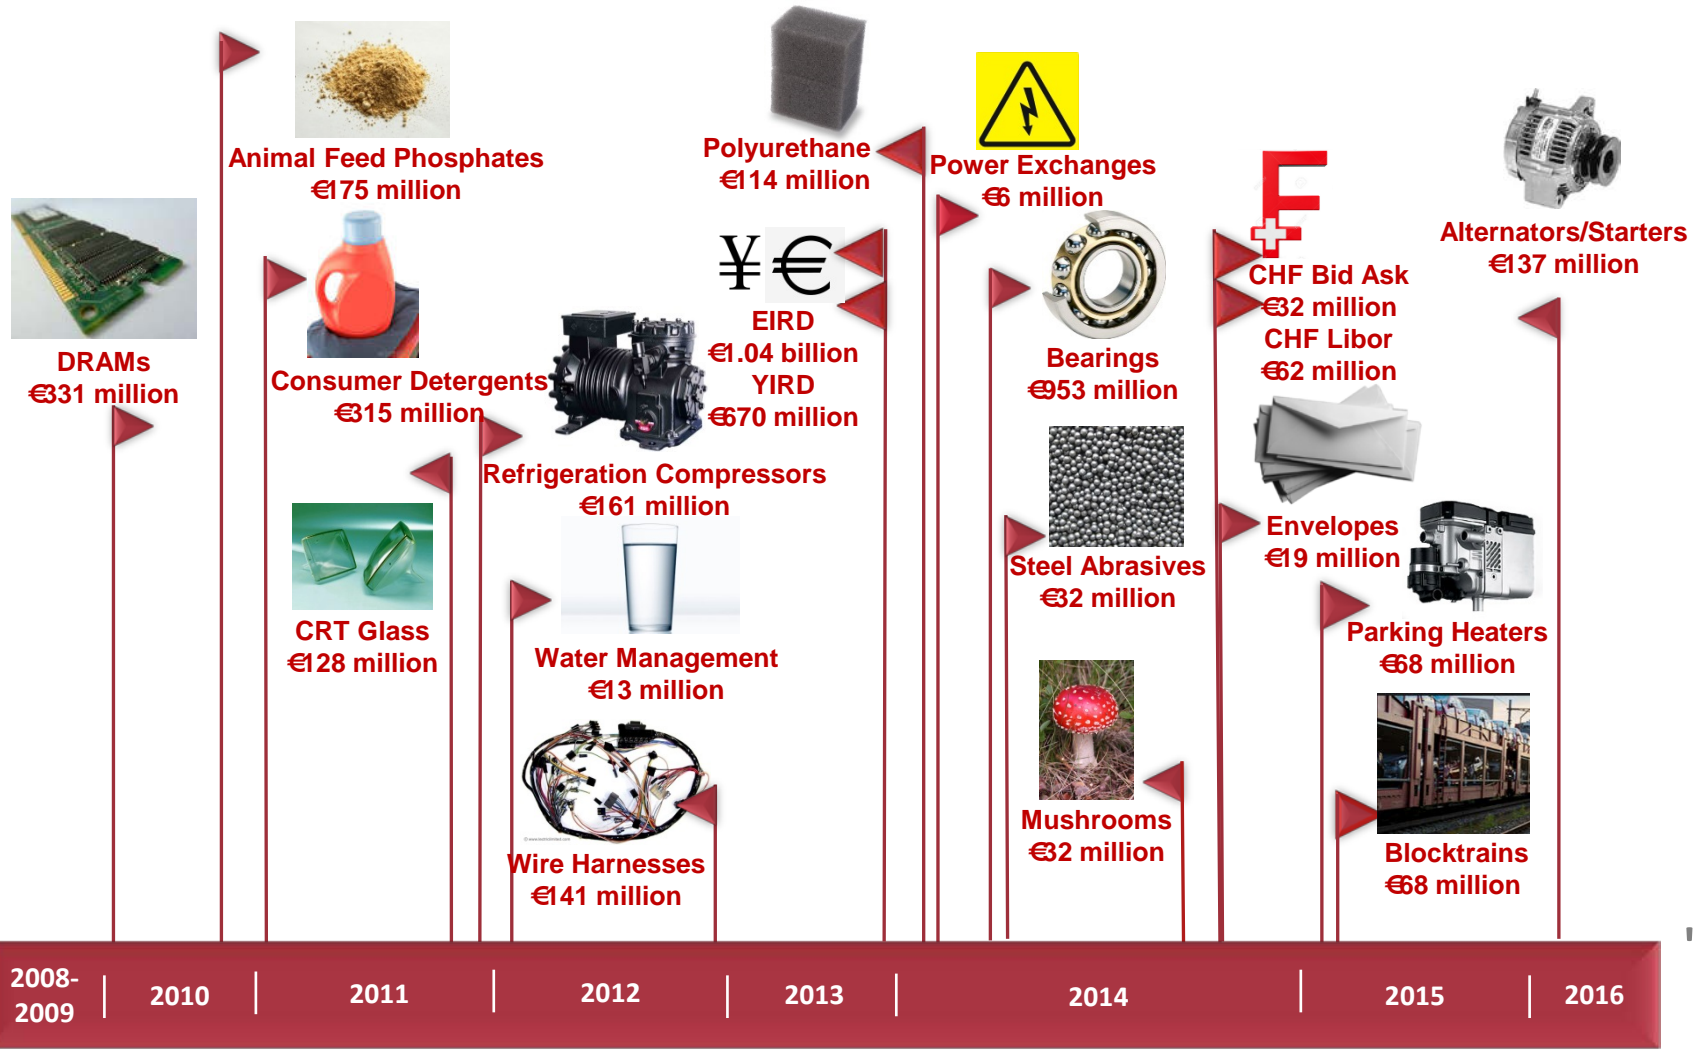 Animal Feed Phosphates
€175 million
Polyurethane
€114 million
Power Exchanges
€6 million
DRAMs
€331 million
Consumer Detergents
€315 million
¥€
EIRD
€1.04 billion
YIRD
€670 million
Bearings
€953 million
F
CHF Bid Ask
€32 million
CHF Libor
€62 million
Alternators/Starters
€137 million
Refrigeration Compressors
€161 million
CRT Glass
€128 million
Water Management
€13 million
Wire Harnesses
€141 million
Steel Abrasives
€32 million
Mushrooms
€32 million
Envelopes
€19 million
Parking Heaters
€68 million
Blocktrains
€68 million
2008-
2009
2010
2011
2012
2013
2014
2015
2016